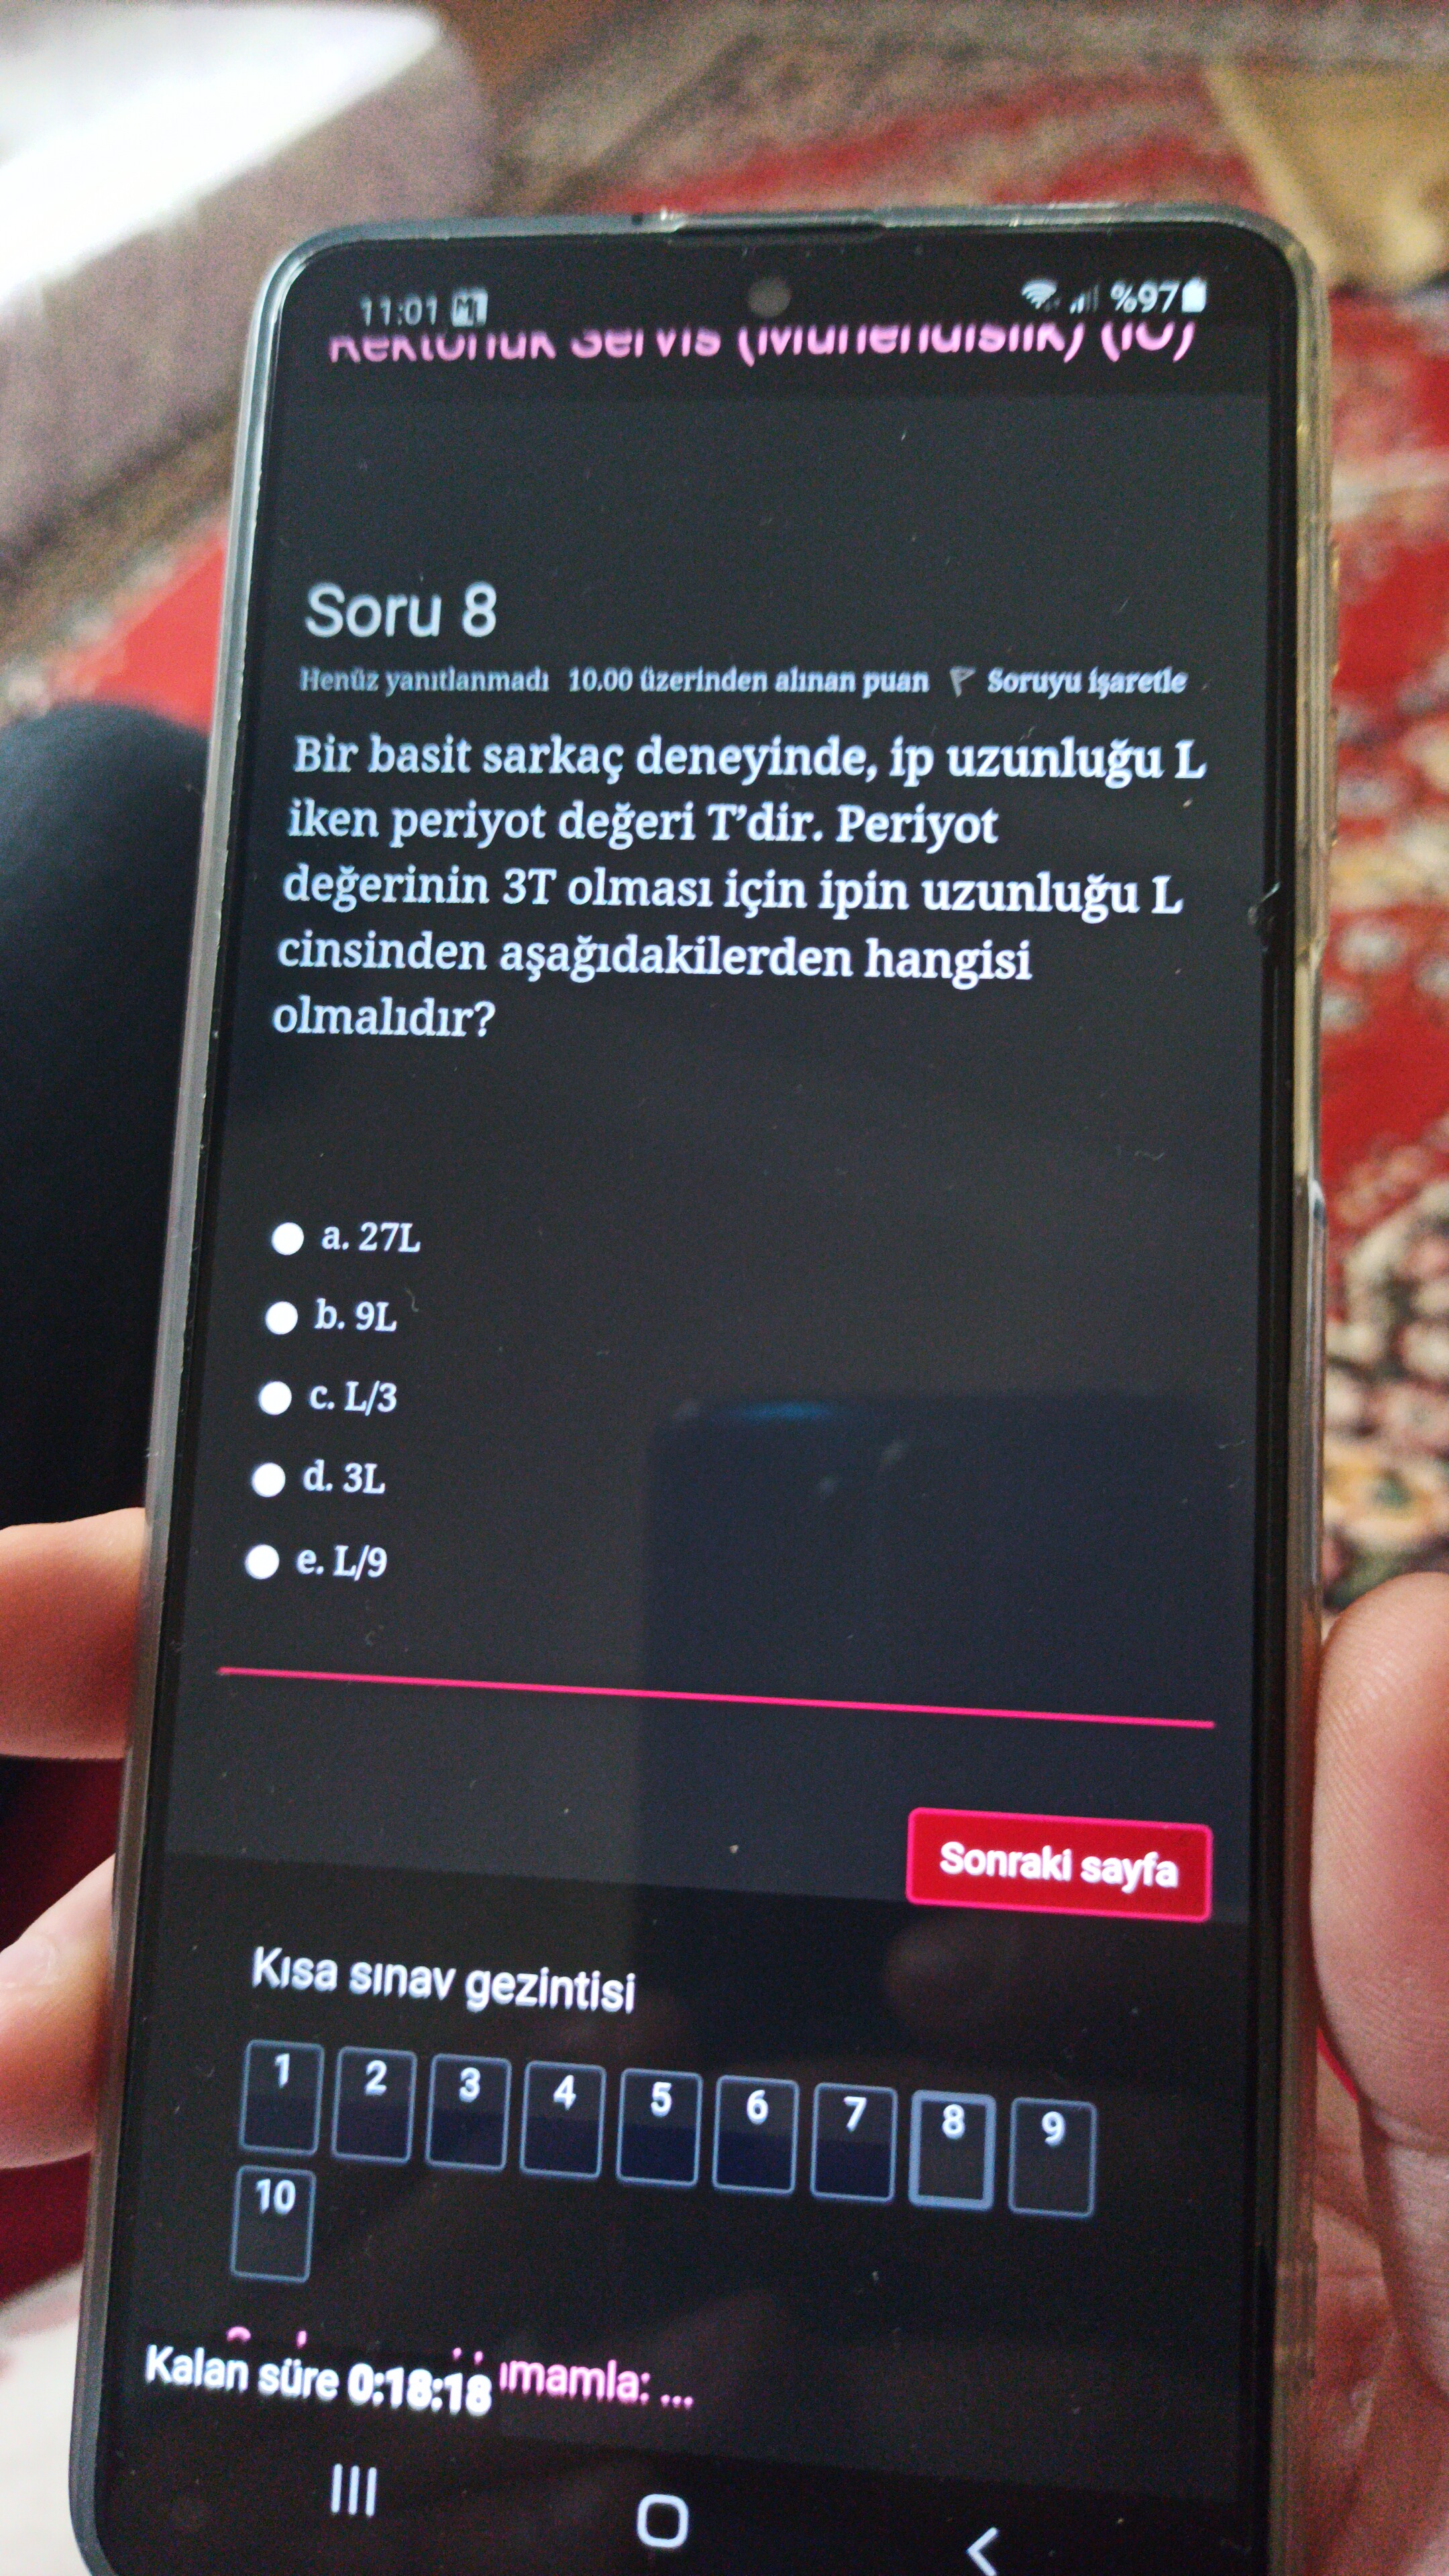 11:01
%97
Servis
Soru 8
Henüz yanıtlanmadı 10.00 üzerinden alınan puan Soruyu işaretle
Bir basit sarkaç deneyinde, ip uzunluğu L
iken periyot değeri T’dir. Periyot
değerinin 3T olması için ipin uzunluğu L
cinsinden aşağıdakilerden hangisi
olmalıdır?
a. 27L
b. 9L
c. L/3
d. 3L
e. L/9
Sonraki sayfa
Kısa sınav gezintisi
1 2 3 4 5 6 7 8 9
10
Kalan süre 0:18:18